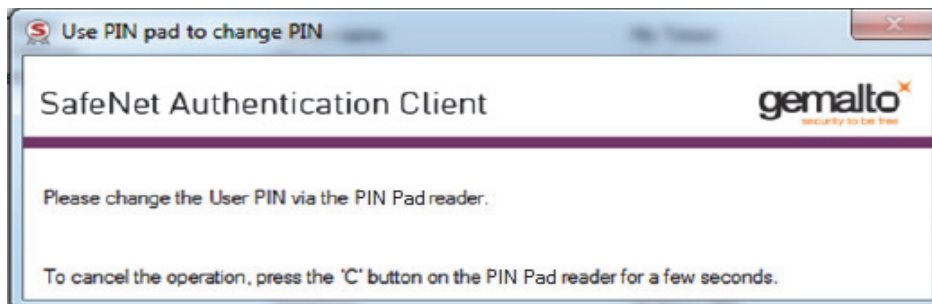 Use PIN pad to change PIN
SafeNet Authentication Client
gemalto
security to be free
Please change the User PIN via the PIN Pad reader.
To cancel the operation, press the 'C' button on the PIN Pad reader for a few seconds.